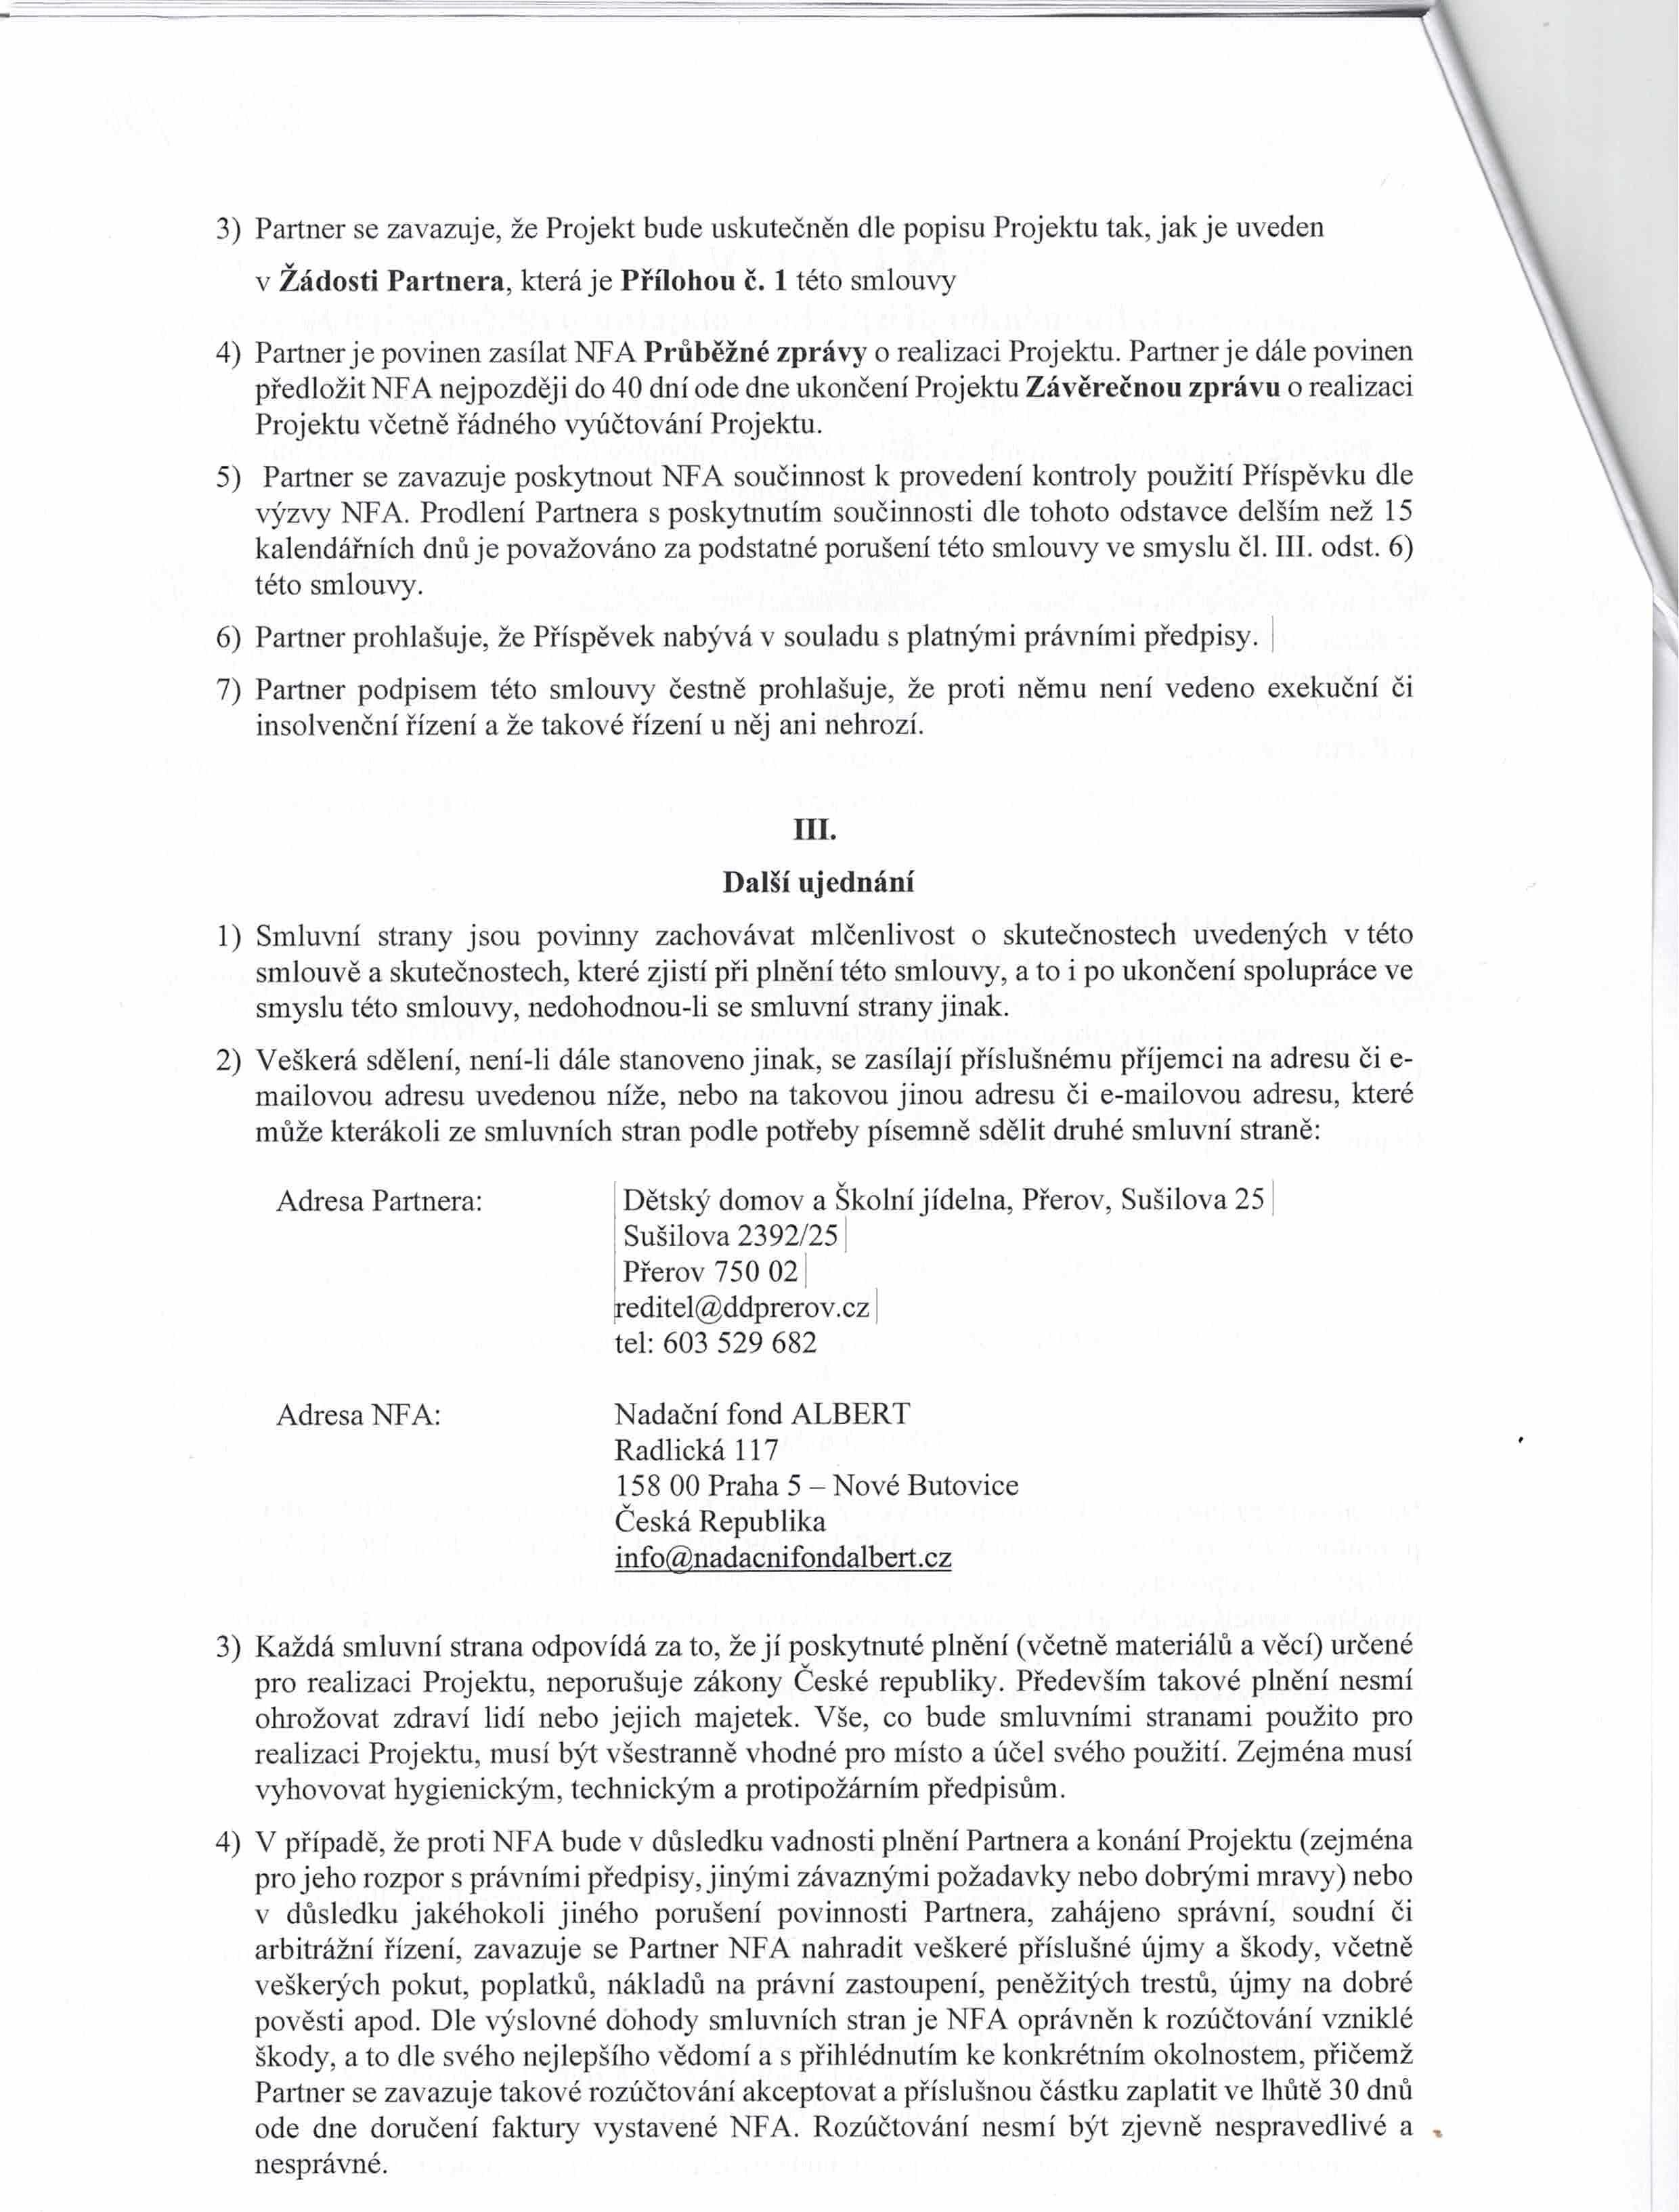 3) Partner se zavazuje, že Projekt bude uskutečněn dle popisu Projektu tak, jak je uveden
v Žádosti Partnera, která je Přílohou č. 1 této smlouvy
4) Partner je povinen zasílat NFA Průběžné zprávy o realizaci Projektu. Partner je dále povinen
předložit NFA nejpozději do 40 dní ode dne ukončení Projektu Závěrečnou zprávu o realizaci
Projektu včetně řádného vyúčtování Projektu.
5) Partner se zavazuje poskytnout NFA součinnost k provedení kontroly použití Příspěvku dle
výzvy NFA. Prodlení Partnera s poskytnutím součinnosti dle tohoto odstavce delším než 15
kalendářních dnů je považováno za podstatné porušení této smlouvy ve smyslu čl. III. odst. 6)
této smlouvy.
6) Partner prohlašuje, že Příspěvek nabývá v souladu s platnými právními předpisy.
7) Partner podpisem této smlouvy čestně prohlašuje, že proti němu není vedeno exekuční či
insolvenční řízení a že takové řízení u něj ani nehrozí.
III.
Další ujednání
1) Smluvní strany jsou povinny zachovávat mlčenlivost o skutečnostech uvedených v této
smlouvě a skutečnostech, které zjistí při plnění této smlouvy, a to i po ukončení spolupráce ve
smyslu této smlouvy, nedohodnou-li se smluvní strany jinak.
2) Veškerá sdělení, není-li dále stanoveno jinak, se zasílají příslušnému příjemci na adresu či e-
mailovou adresu uvedenou níže, nebo na takovou jinou adresu či e-mailovou adresu, které
může kterákoli ze smluvních stran podle potřeby písemně sdělit druhé smluvní straně:
Adresa Partnera: Dětský domov a Školní jídelna, Přerov, Sušilova 25
Sušilova 2392/25
Přerov 750 02
reditel@ddprerov.cz
tel: 603 529 682
Adresa NFA: Nadační fond ALBERT
Radlická 117
158 00 Praha 5 – Nové Butovice
Česká Republika
info@nadacnifondalbert.cz
3) Každá smluvní strana odpovídá za to, že jí poskytnuté plnění (včetně materiálů a věcí) určené
pro realizaci Projektu, neporušuje zákony České republiky. Především takové plnění nesmí
ohrožovat zdraví lidí nebo jejich majetek. Vše, co bude smluvními stranami použito pro
realizaci Projektu, musí být všestranně vhodné pro místo a účel svého použití. Zejména musí
vyhovovat hygienickým, technickým a protipožárním předpisům.
4) V případě, že proti NFA bude v důsledku vadnosti plnění Partnera a konání Projektu (zejména
pro jeho rozpor s právními předpisy, jinými závaznými požadavky nebo dobrými mravy) nebo
v důsledku jakéhokoli jiného porušení povinnosti Partnera, zahájeno správní, soudní či
arbitrážní řízení, zavazuje se Partner NFA nahradit veškeré příslušné újmy a škody, včetně
veškerých pokut, poplatků, nákladů na právní zastoupení, peněžitých trestů, újmy na dobré
pověsti apod. Dle výslovné dohody smluvních stran je NFA oprávněn k rozúčtování vzniklé
škody, a to dle svého nejlepšího vědomí a s přihlédnutím ke konkrétním okolnostem, přičemž
Partner se zavazuje takové rozúčtování akceptovat a příslušnou částku zaplatit ve lhůtě 30 dnů
ode dne doručení faktury vystavené NFA. Rozúčtování nesmí být zjevně nespravedlivé a
nesprávné.